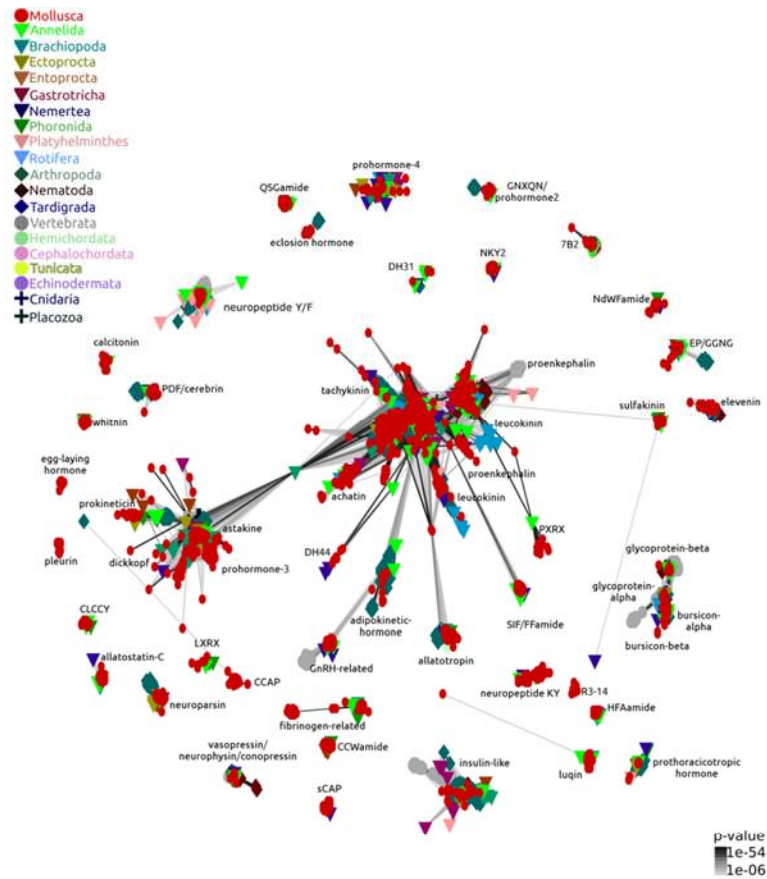 Mollusca
Annelida
Brachiopoda
Ectoprocta
Entoprocta
Gastrotricha
Nemertea
Phoronida
Platyhelminthes
Rotifera
Arthropoda
Nematoda
Tardigrada
Vertebrata
Hemichordata
Cephalochordata
Tunicata
Echinodermata
Cnidaria
Placozoa
prohormone-4
QSGamide
eclosion hormone
GNXQN/
prohormone2
7B2
DH31
NKY2
NdWFamide
neuropeptide Y/F
calcitonin
EP/GGNG
proenkephalin
PDF/cerebrin
tachykinin
elevenin
sulfakinin
leucokinin
whitnin
egg-laying
hormone
proenkephalin
achatin
leucokinin
prokineticin
astakine
PXRX
DH44
glycoprotein-beta
pleurin
dickkopf
prohormone-3
glycoprotein-
alpha
bursicon-
alpha
bursicon-beta
CLCCY
adipokinetic-
hormone
SIF/FFamide
LXRX
allatostatin-C
GnRH-related
allatotropin
CCAP
neuroparsin
neuropeptide KY
R3-14
HFAamide
fibrinogen-related
CCWamide
vasopressin/
neurophysin/conopressin
insulin-like
luqin
prothoracicotropic
hormone
sCAP
p-value
1e-54
1e-06